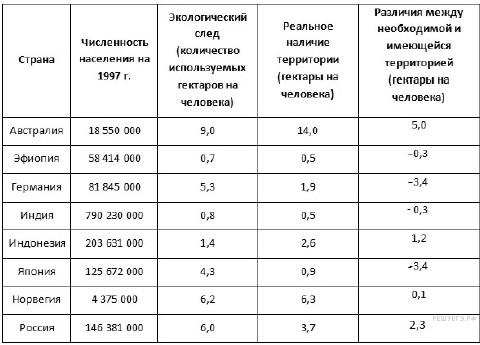 Страна
Численность
населения на
1997 г.
Экологический
след
(количество
используемых
гектаров на
человека)
Реальное
наличие
территории
(гектары на
человека)
Различия между
необходимой и
имеющейся
территорией
(гектары на
человека)
Австралия 18 550 000 9,0 14,0 5,0
Эфиопия 58 414 000 0,7 0,5 –0,3
Германия 81 845 000 5,3 1,9 –3,4
Индия 790 230 000 0,8 0,5 - 0,3
Индонезия 203 631 000 1,4 2,6 1,2
Япония 125 672 000 4,3 0,9 -3,4
Норвегия 4 375 000 6,2 6,3 0,1
Россия 146 381 000 6,0 3,7 2,3
РЕШУЕГЭ.РФ